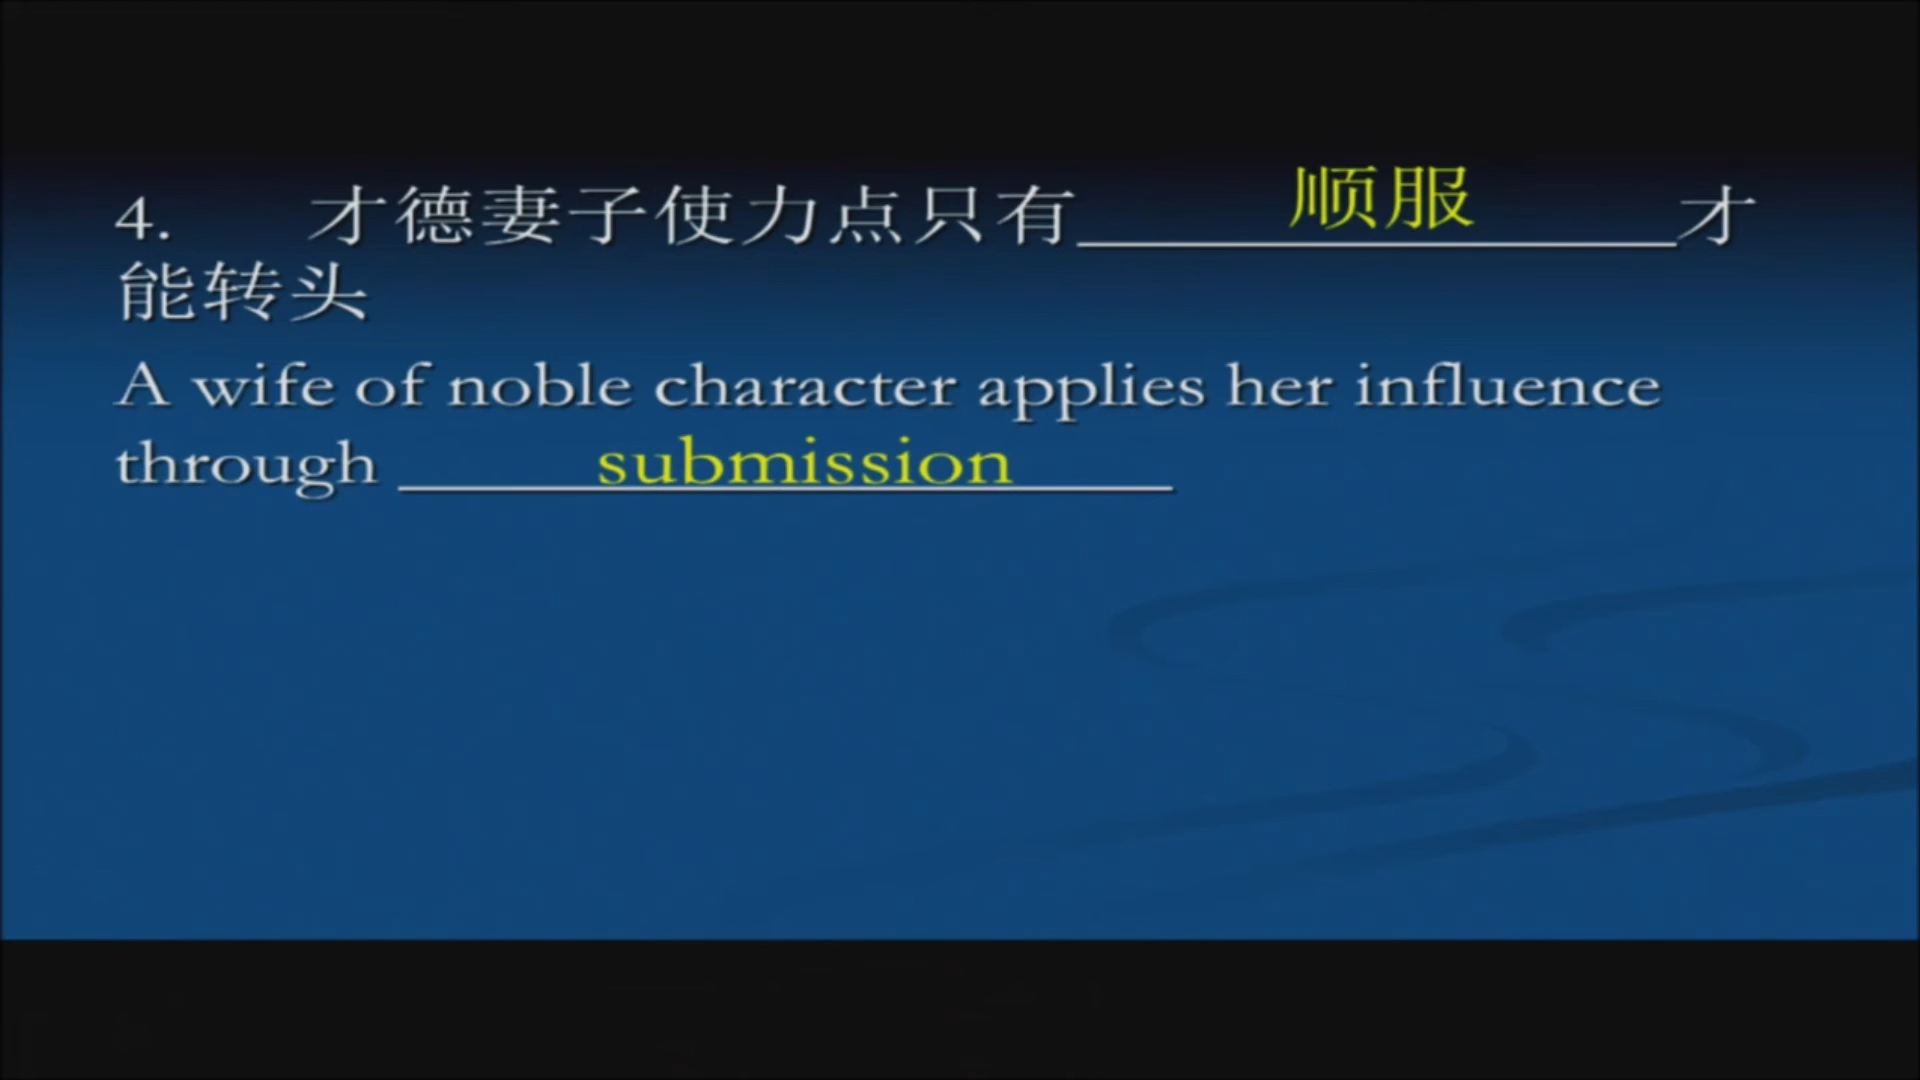 4. 才德妻子使力点只有顺服才
能转头
A wife of noble character applies her influence
through submission